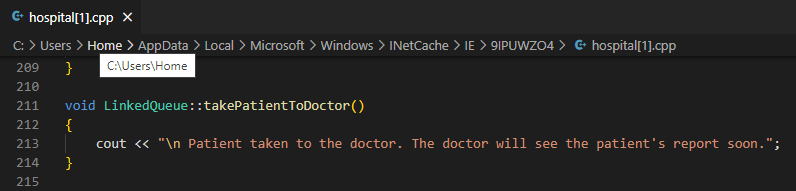 hospital[1].cpp ×
C: > Users > Home > AppData > Local > Microsoft > Windows > INetCache > IE > 9IPUWZO4 > hospital[1].cpp
C:\Users\Home
209 }
210
211 void LinkedQueue::takePatientToDoctor()
212 {
213 cout << "\n Patient taken to the doctor. The doctor will see the patient's report soon.";
214 }
215